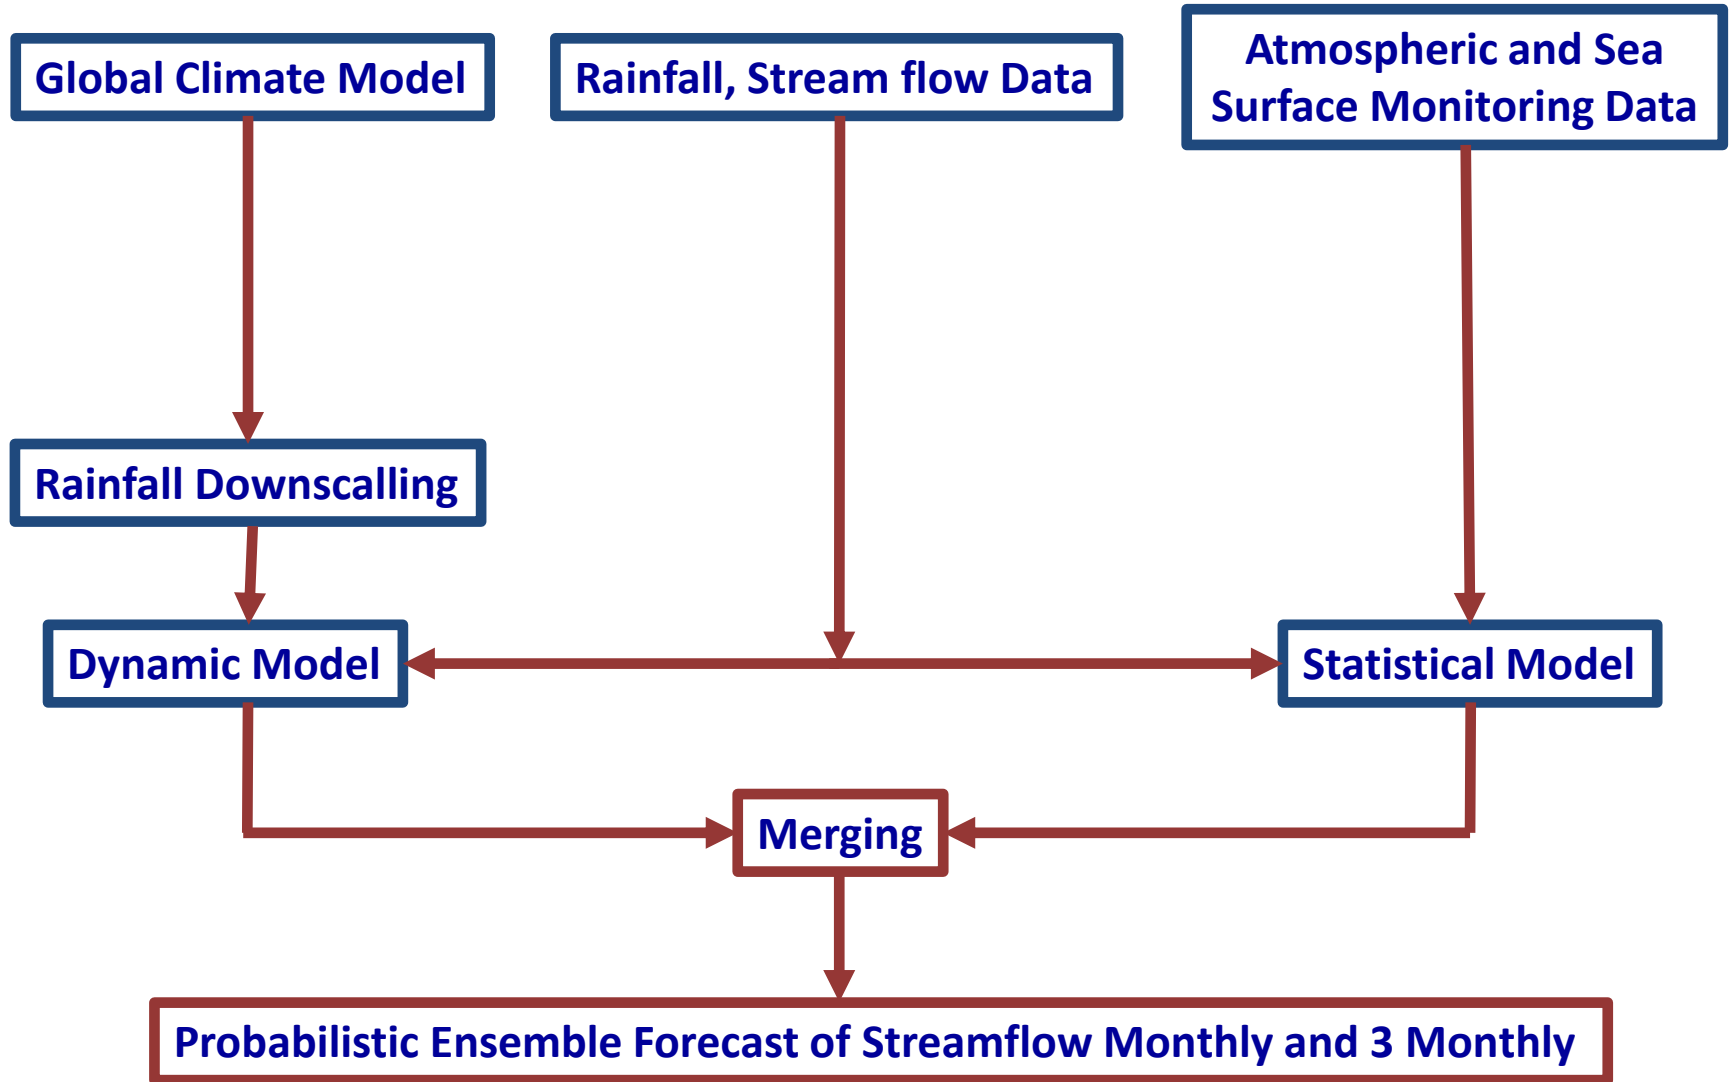 Global Climate Model
Rainfall, Stream flow Data
Atmospheric and Sea
Surface Monitoring Data
Rainfall Downscalling
Dynamic Model
Statistical Model
Merging
Probabilistic Ensemble Forecast of Streamflow Monthly and 3 Monthly